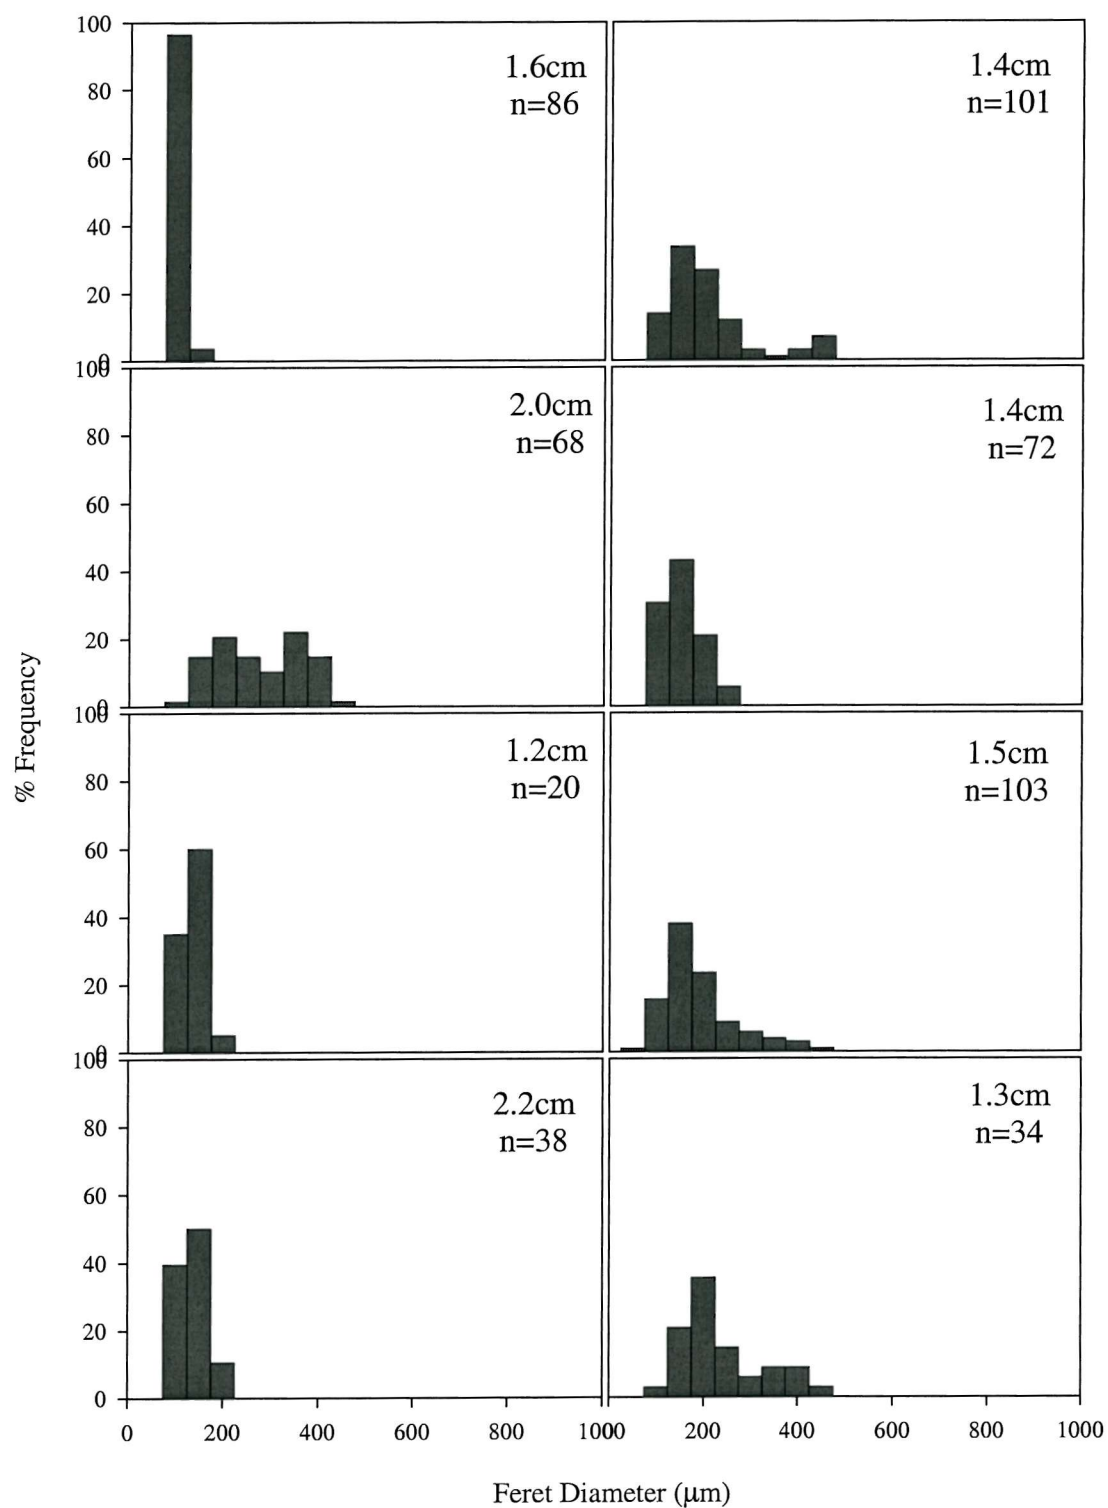 100
80
60
40
20
0
1.6cm
n=86
1.4cm
n=101
100
80
60
40
20
0
2.0cm
n=68
1.4cm
n=72
% Frequency
100
80
60
40
20
0
1.2cm
n=20
1.5cm
n=103
100
80
60
40
20
0
2.2cm
n=38
1.3cm
n=34
0 200 400 600 800 1000 200 400 600 800 1000
Feret Diameter (μm)